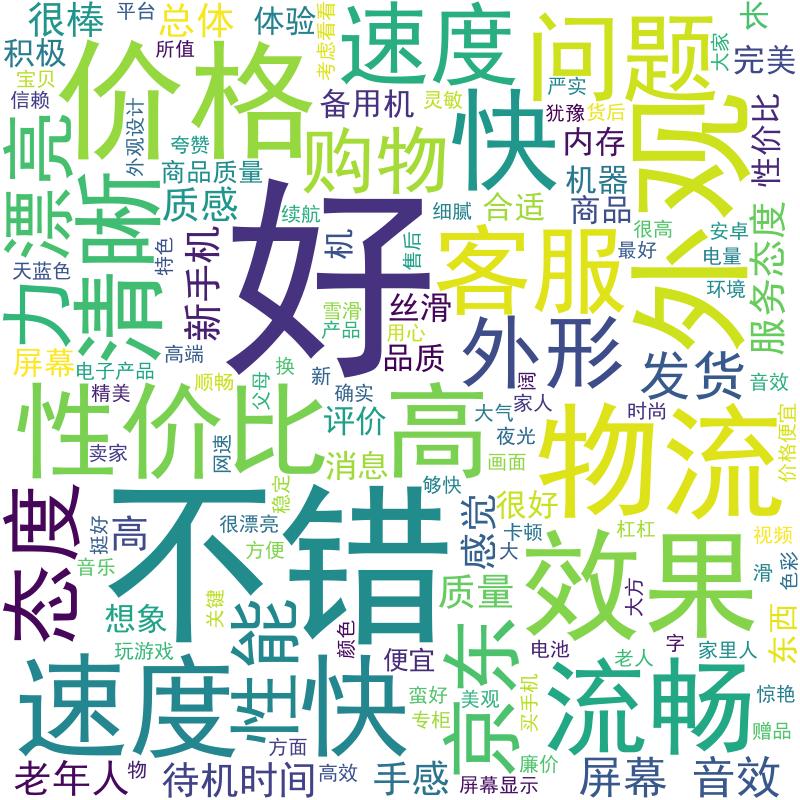 很棒
平台
总体
体验
考虑看看
速度
问题
大家
长
积极
所值
宝贝
信赖
价格
备用机
灵敏
快
严实
犹豫
货后
内存
完美
外观
性价比
漂亮
外观设计
夸赞
商品质量
购物
机器
质感
清晰
续航
细腻
合适
商品
很高
安卓
最好
电量
环境
服务态度
力
天蓝色
特色
新手机
机
好
售后
客服
雪滑
产品
丝滑
用心
品质
外形
发货
屏幕
电子产品
高端
精美
顺畅
父母
换
新
确实
阔
家人
时尚
音效
性价比
卖家
网速
评价
高
大气
夜光
画面
消息
稳定
够快
物流
价格便宜
态度
挺好
高
音乐
很漂亮
方便
不错
感觉
很好
卡顿
大
杠杠
效果
视频
滑
色彩
想象
关键
性能
质量
大方
东西
玩游戏
颜色
便宜
京东
电池
老人
字
家里人
速度快
蛮好
专柜
美观
买手机
流畅
惊艳
赠品
方面
廉价
老年人
物
待机时间
高效
手感
屏幕显示
屏幕
音效